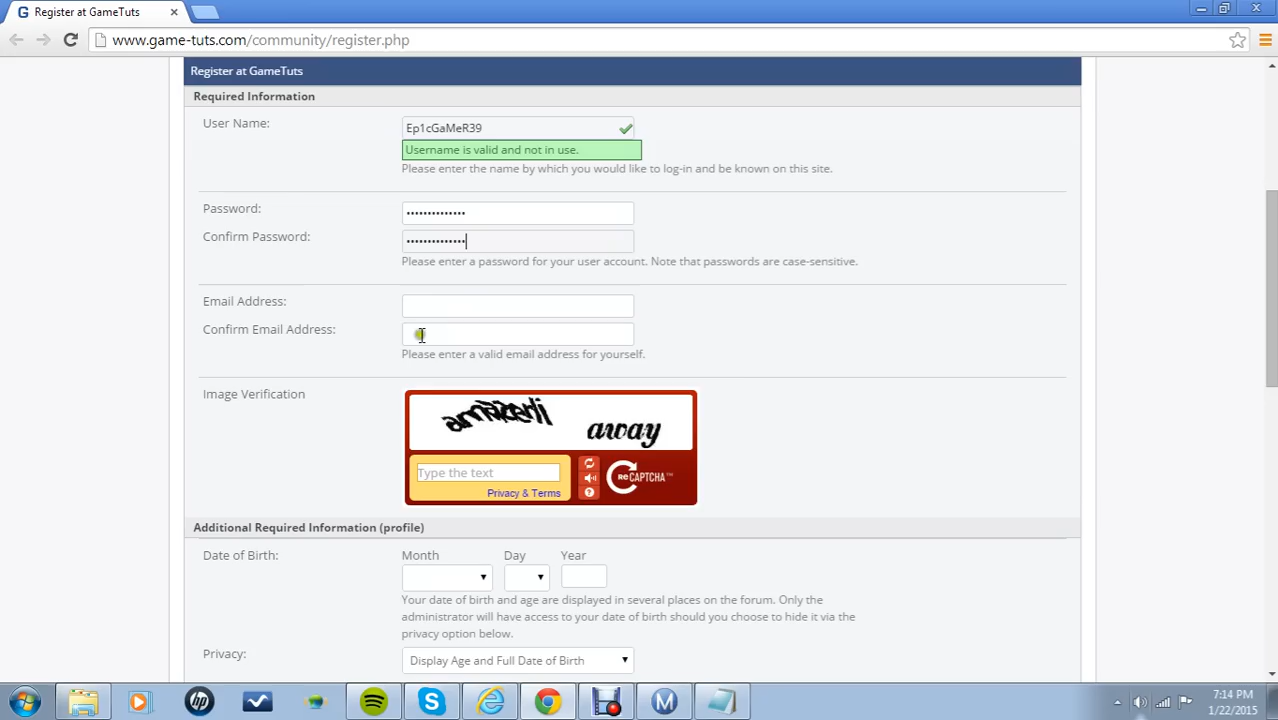 Register at GameTuts
www.game-tuts.com/community/register.php
Register at GameTuts
Required Information
User Name:
Ep1cGaMeR39
Username is valid and not in use.
Please enter the name by which you would like to log-in and be known on this site.
Password:
••••••••••••••
Confirm Password:
••••••••••••••
Please enter a password for your user account. Note that passwords are case-sensitive.
Email Address:
Confirm Email Address:
Please enter a valid email address for yourself.
Image Verification
away
Type the text
Privacy & Terms
reCAPTCHA™
Additional Required Information (profile)
Date of Birth:
Month Day Year
Your date of birth and age are displayed in several places on the forum. Only the
administrator will have access to your date of birth should you choose to hide it via the
privacy option below.
Privacy:
Display Age and Full Date of Birth
7:14 PM
1/22/2015